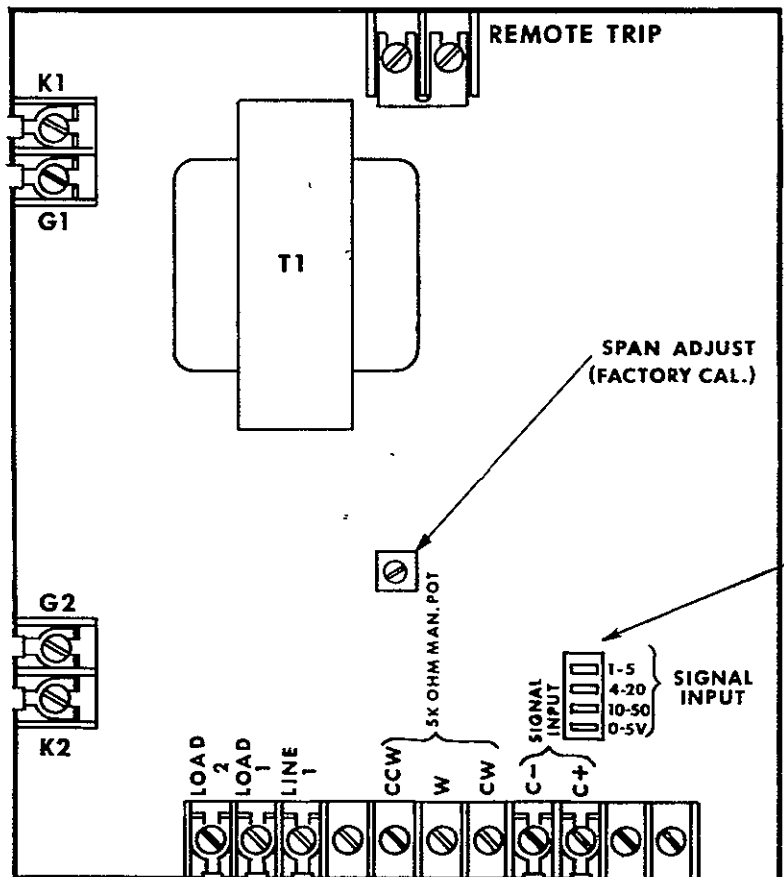 REMOTE TRIP
K1
G1
T1
SPAN ADJUST
(FACTORY CAL.)
G2
K2
5K OHM MAN. POT
1-5
4-20
10-50
0-5V
SIGNAL
INPUT
SIGNAL
INPUT
LOAD
2
LOAD
1
LINE
1
CCW
W
CW
C-
C+